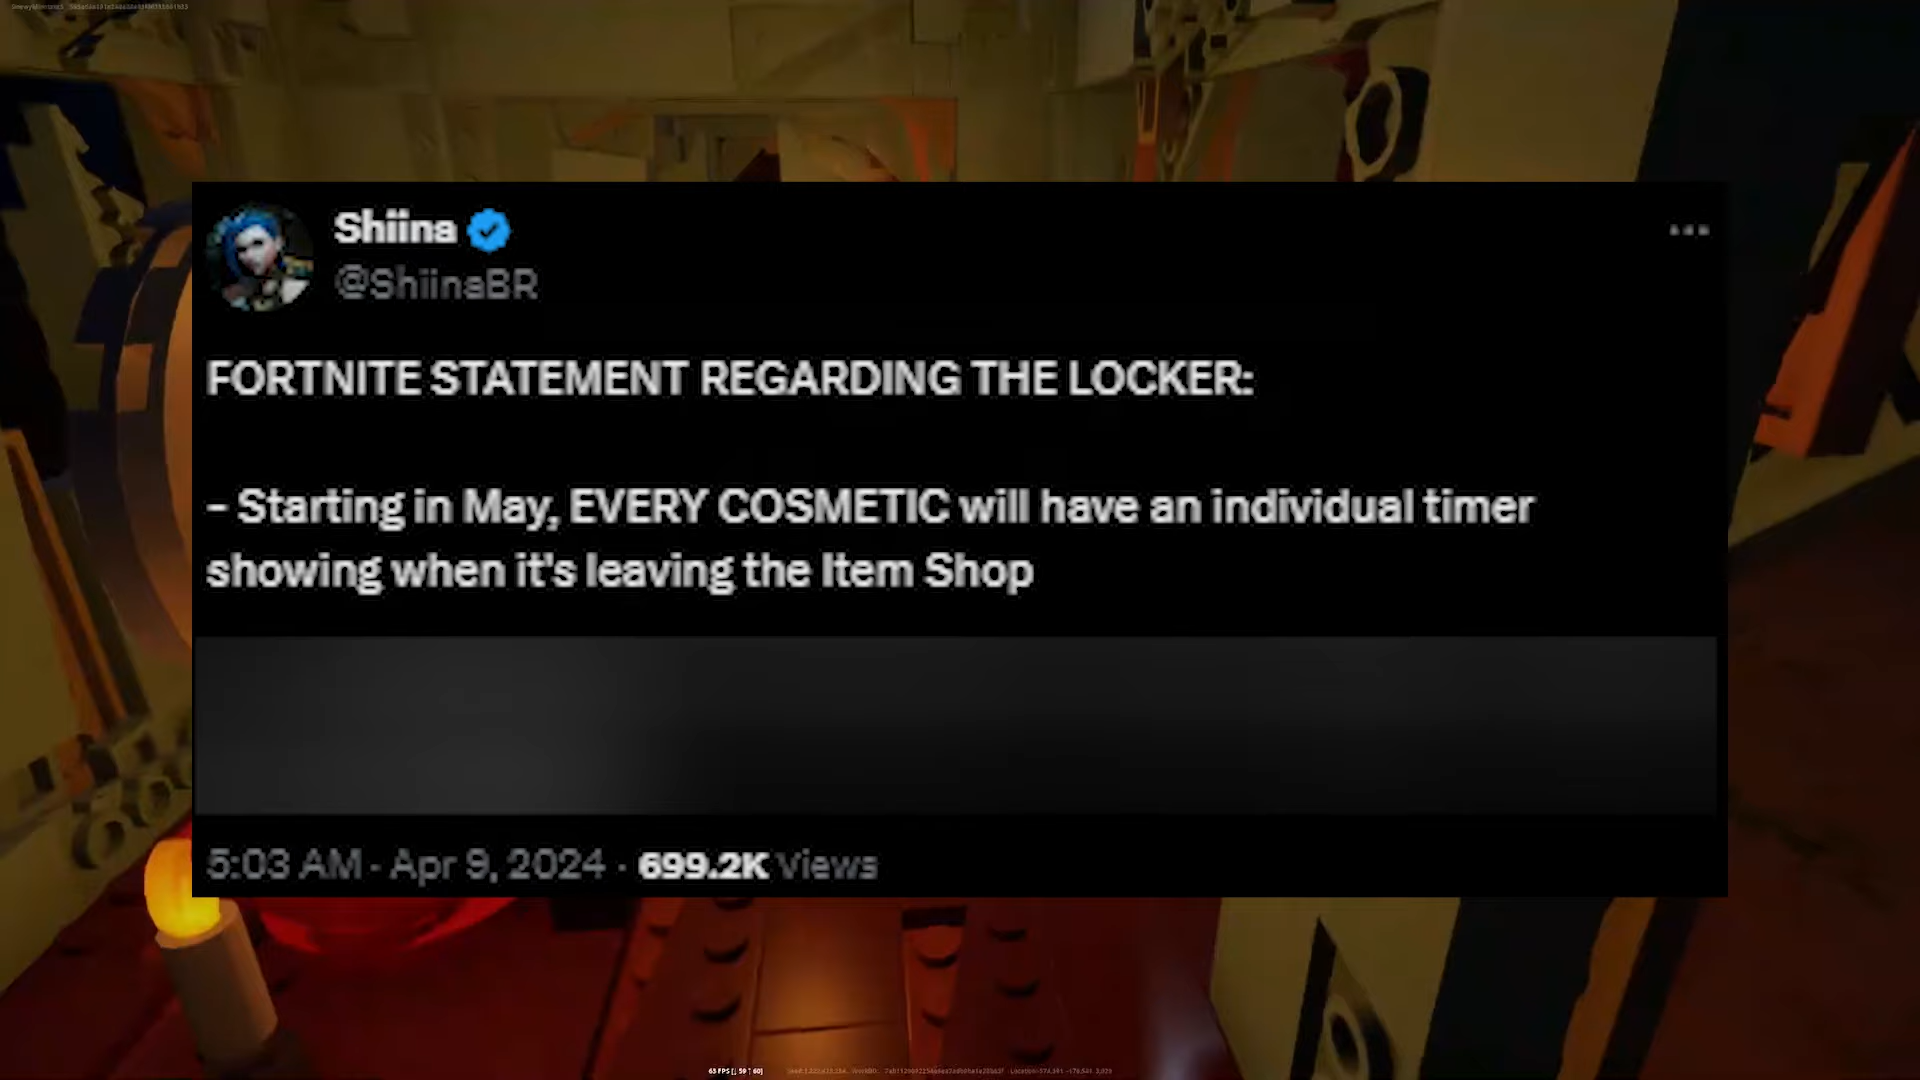 Shiina
@ShiinaBR
FORTNITE STATEMENT REGARDING THE LOCKER:
– Starting in May, EVERY COSMETIC will have an individual timer
showing when it's leaving the Item Shop
5:03 AM · Apr 9, 2024 · 699.2K Views